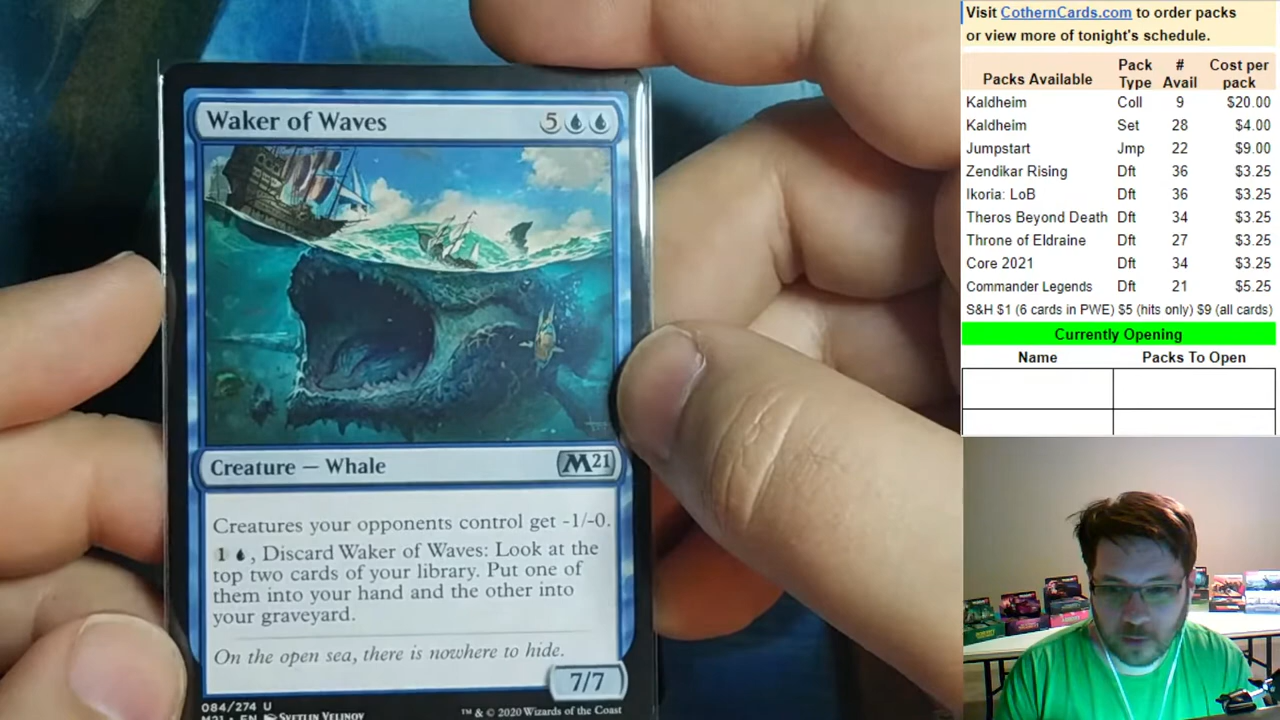 Waker of Waves 5
Creature — Whale M21
Creatures your opponents control get -1/-0.
1 , Discard Waker of Waves: Look at the
top two cards of your library. Put one of
them into your hand and the other into
your graveyard.
On the open sea, there is nowhere to hide.
7/7
084/274 U
M21 • EN SVETLIN VELINOV
™ & © 2020 Wizards of the Coast
Visit CothernCards.com to order packs
or view more of tonight's schedule.
Packs Available Pack Type # Avail Cost per pack
Kaldheim Coll 9 $20.00
Kaldheim Set 28 $4.00
Jumpstart Jmp 22 $9.00
Zendikar Rising Dft 36 $3.25
Ikoria: LoB Dft 36 $3.25
Theros Beyond Death Dft 34 $3.25
Throne of Eldraine Dft 27 $3.25
Core 2021 Dft 34 $3.25
Commander Legends Dft 21 $5.25
S&H $1 (6 cards in PWE) $5 (hits only) $9 (all cards)
Currently Opening
Name Packs To Open